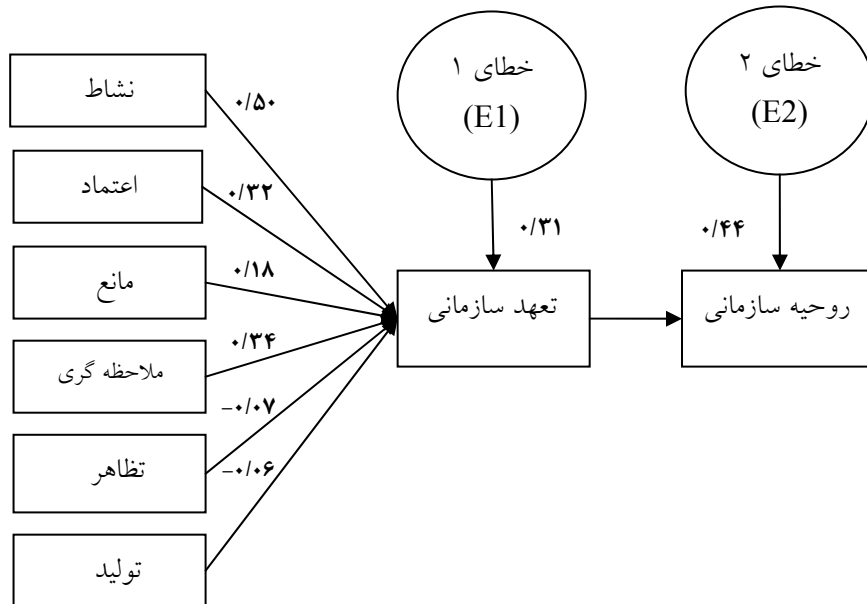 نشاط
اعتماد
مانع
ملاحظه گری
تظاهر
تولید
۰/۵۰
۰/۳۲
۰/۱۸
۰/۳۴
-۰/۰۷
-۰/۰۶
خطای ۱
(E1)
۰/۳۱
تعهد سازمانی
خطای ۲
(E2)
۰/۴۴
روحیه سازمانی